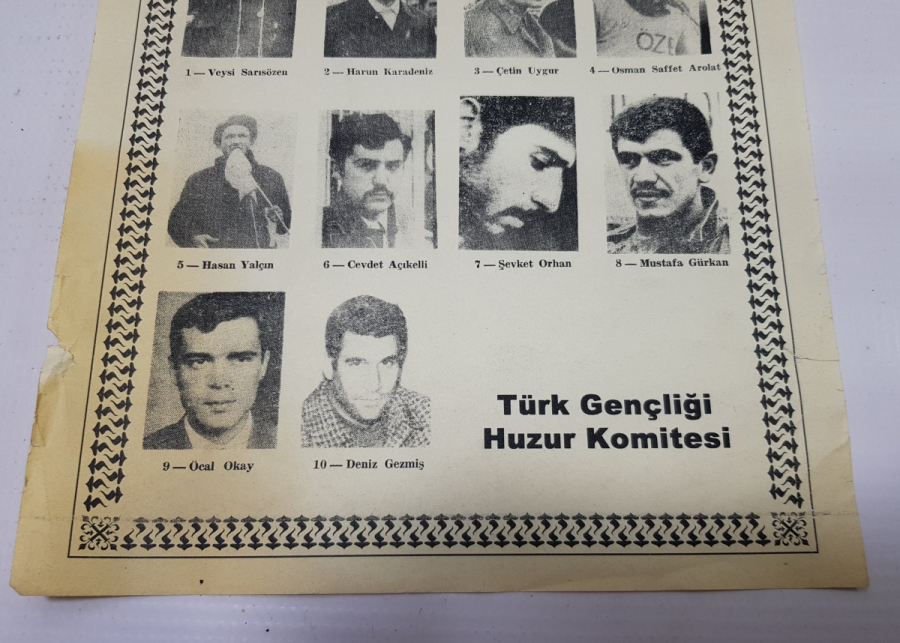 ÖZE
1 — Veysi Sarısözen
2 — Harun Karadeniz
3 — Çetin Uygur
4 — Osman Saffet Arolat
5 — Hasan Yalçın
6 — Cevdet Açıkelli
7 — Şevket Orhan
8 — Mustafa Gürkan
9 — Öcal Okay
10 — Deniz Gezmiş
Türk Gençliği
Huzur Komitesi